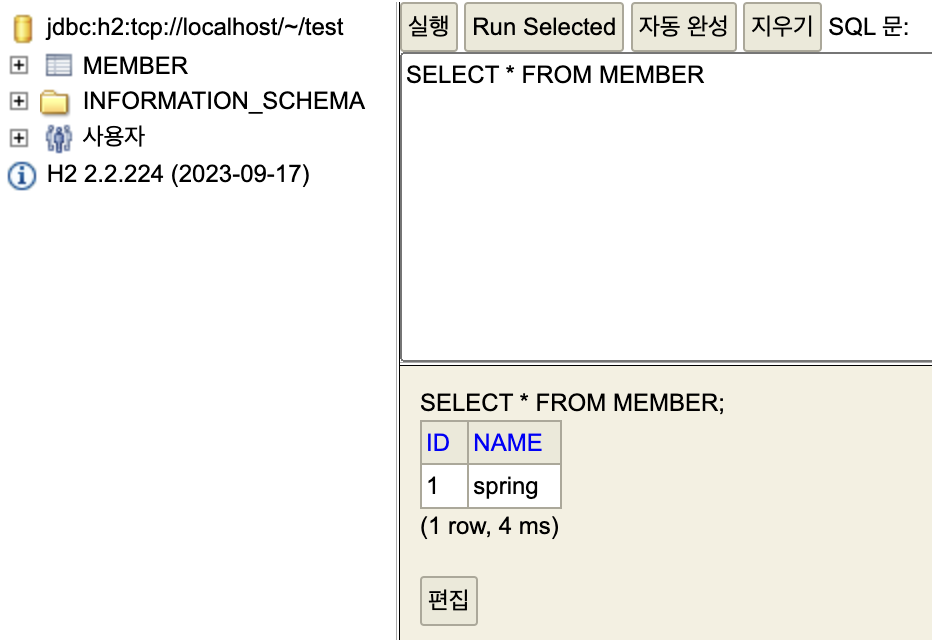 jdbc:h2:tcp://localhost/~/test
MEMBER
INFORMATION_SCHEMA
사용자
H2 2.2.224 (2023-09-17)
실행 Run Selected 자동 완성 지우기 SQL 문:
SELECT * FROM MEMBER
SELECT * FROM MEMBER;
ID NAME
1 spring
(1 row, 4 ms)
편집